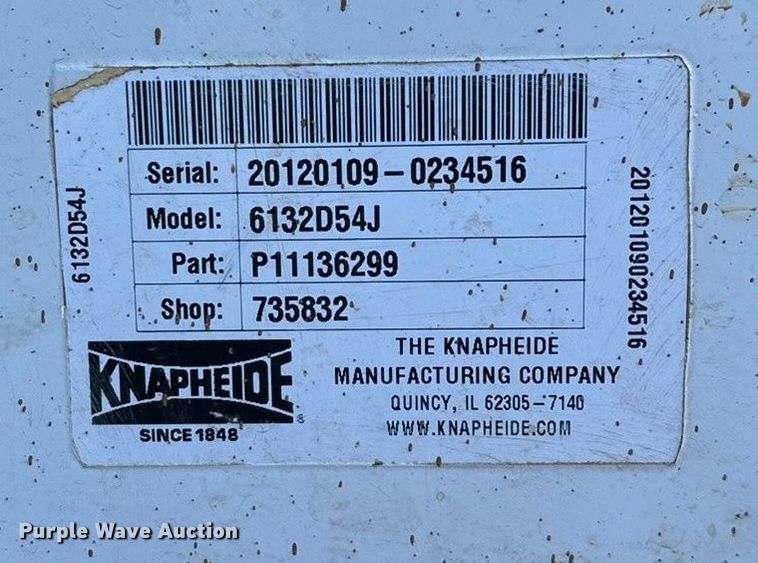 Serial: 20120109-0234516
Model: 6132D54J
Part: P11136299
Shop: 735832
6132D54J
201201090234516
KNAPHEIDE®
SINCE 1848
THE KNAPHEIDE
MANUFACTURING COMPANY
QUINCY, IL 62305-7140
WWW.KNAPHEIDE.COM
Purple Wave Auction